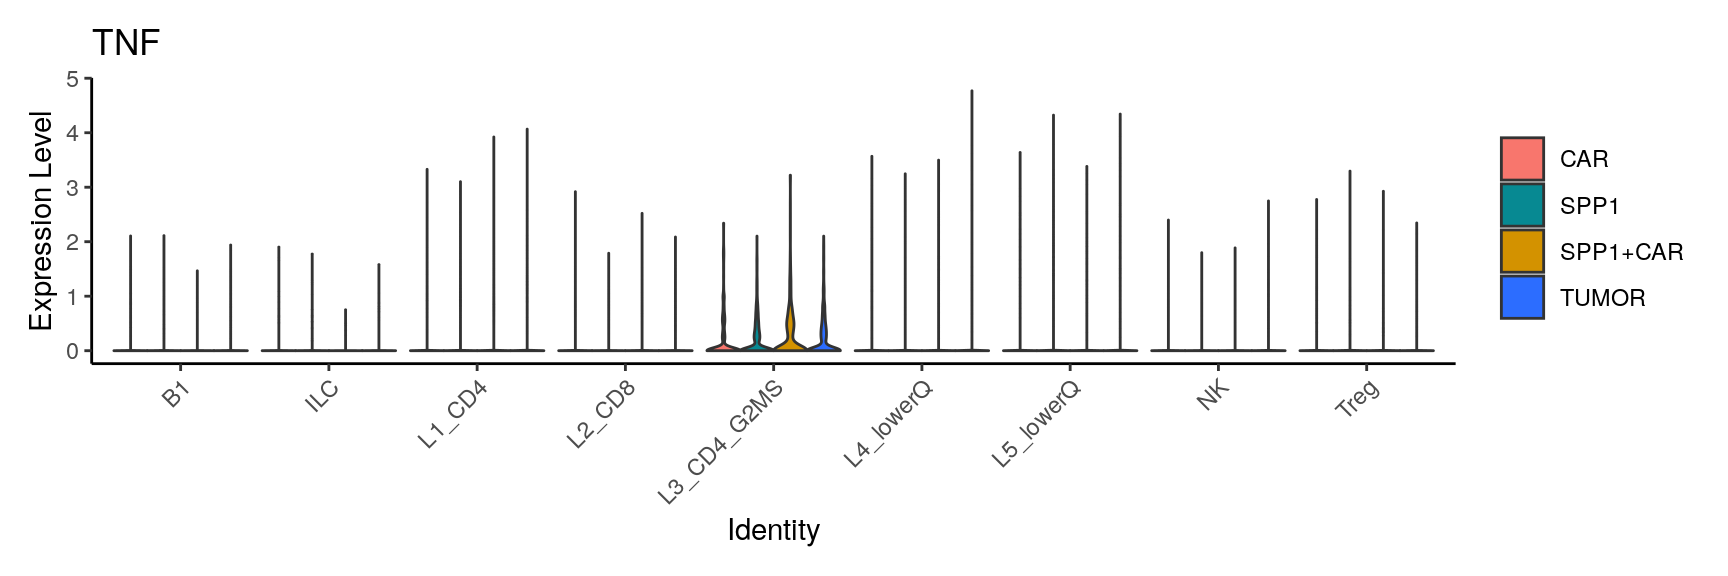 TNF
Expression Level
5
4
3
2
1
0
B1
ILC
L1_CD4
L2_CD8
L3_CD4_G2MS
L4_lowerQ
L5_lowerQ
NK
Treg
Identity
CAR
SPP1
SPP1+CAR
TUMOR